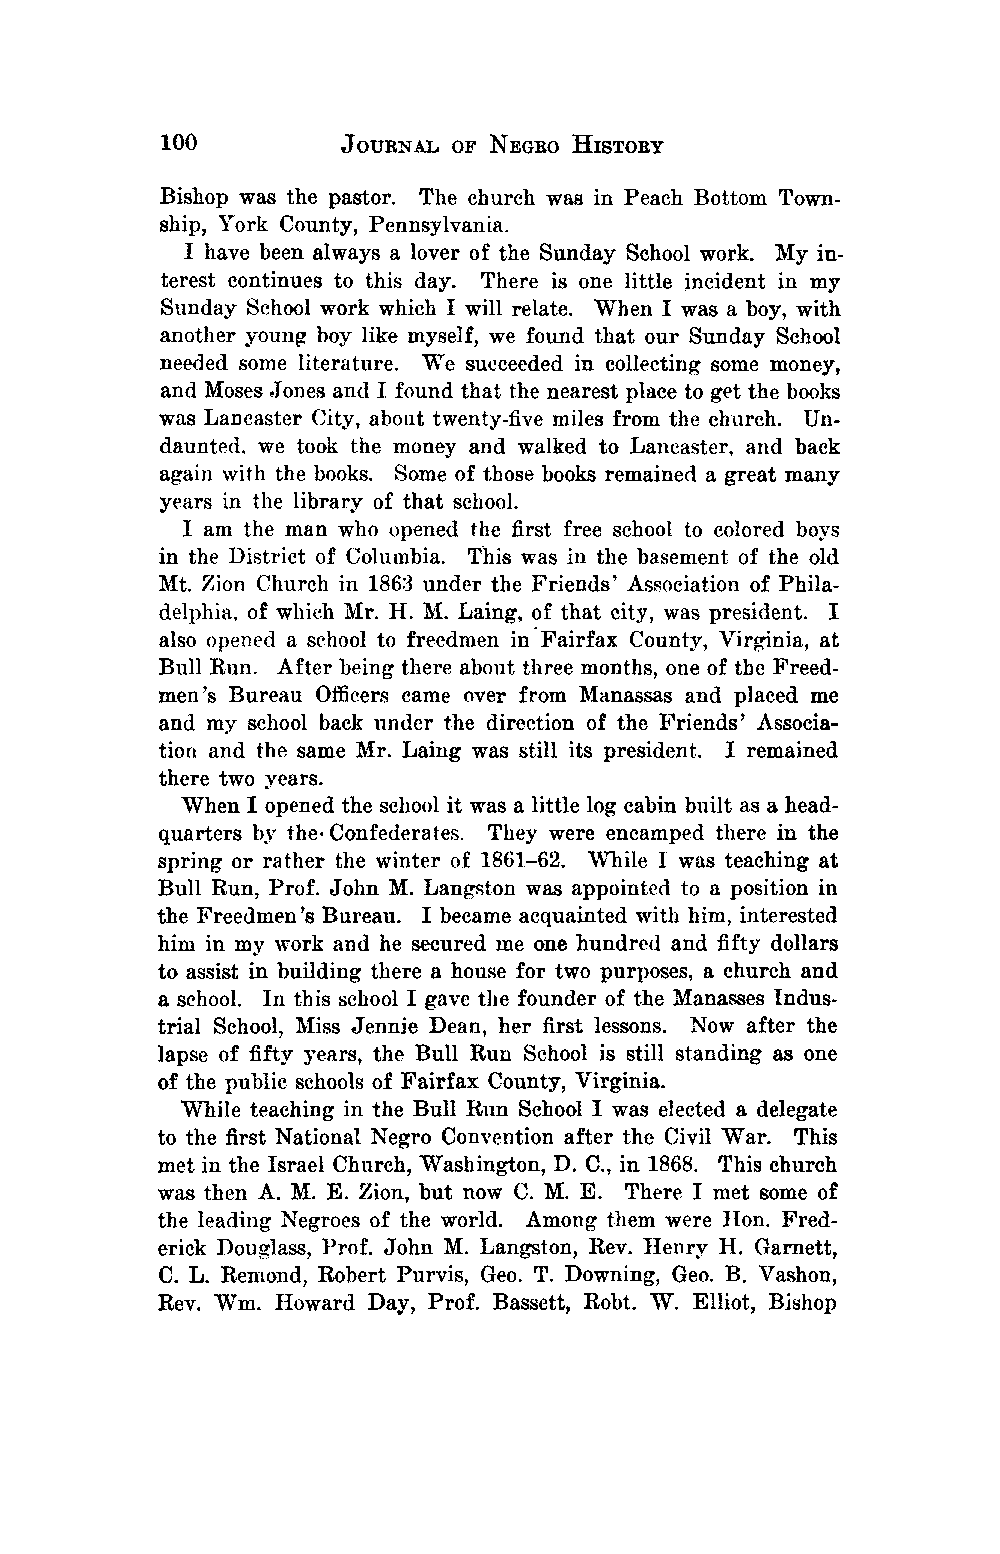 100 JOURNAL OF NEGRO HISTORY
Bishop was the pastor. The church was in Peach Bottom Town-
ship, York County, Pennsylvania.
I have been always a lover of the Sunday School work. My in-
terest continues to this day. There is one little incident in my
Sunday School work which I will relate. When I was a boy, with
another young boy like myself, we found that our Sunday School
needed some literature. We succeeded in collecting some money,
and Moses Jones and I found that the nearest place to get the books
was Lancaster City, about twenty-five miles from the church. Un-
daunted, we took the money and walked to Lancaster, and back
again with the books. Some of those books remained a great many
years in the library of that school.
I am the man who opened the first free school to colored boys
in the District of Columbia. This was in the basement of the old
Mt. Zion Church in 1863 under the Friends' Association of Phila-
delphia, of which Mr. H. M. Laing, of that city, was president. I
also opened a school to freedmen in Fairfax County, Virginia, at
Bull Run. After being there about three months, one of the Freed-
men's Bureau Officers came over from Manassas and placed me
and my school back under the direction of the Friends' Associa-
tion and the same Mr. Laing was still its president. I remained
there two years.
When I opened the school it was a little log cabin built as a head-
quarters by the Confederates. They were encamped there in the
spring or rather the winter of 1861–62. While I was teaching at
Bull Run, Prof. John M. Langston was appointed to a position in
the Freedmen's Bureau. I became acquainted with him, interested
him in my work and he secured me one hundred and fifty dollars
to assist in building there a house for two purposes, a church and
a school. In this school I gave the founder of the Manasses Indus-
trial School, Miss Jennie Dean, her first lessons. Now after the
lapse of fifty years, the Bull Run School is still standing as one
of the public schools of Fairfax County, Virginia.
While teaching in the Bull Run School I was elected a delegate
to the first National Negro Convention after the Civil War. This
met in the Israel Church, Washington, D. C., in 1868. This church
was then A. M. E. Zion, but now C. M. E. There I met some of
the leading Negroes of the world. Among them were Hon. Fred-
erick Douglass, Prof. John M. Langston, Rev. Henry H. Garnett,
C. L. Remond, Robert Purvis, Geo. T. Downing, Geo. B. Vashon,
Rev. Wm. Howard Day, Prof. Bassett, Robt. W. Elliot, Bishop